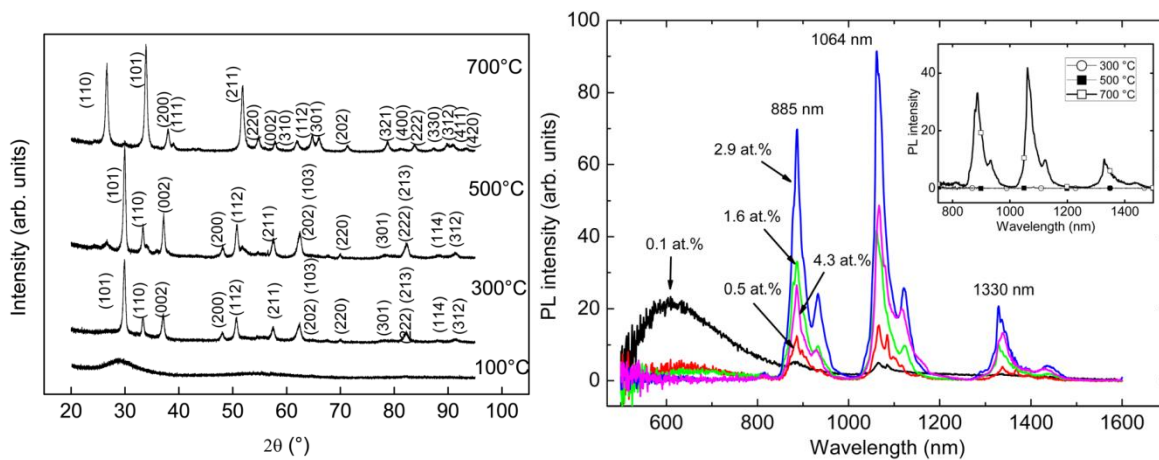 Intensity (arb. units)
700°C
(110)
(101)
(200)
(111)
(211)
(220)
(002)
(310)
(112)
(301)
(202)
(321)
(400)
(222)
(330)
(312)
(411)
(420)
500°C
(101)
(110)
(002)
(200)
(112)
(211)
(202) (103)
(220)
(301)
(222) (213)
(114)
(312)
300°C
(101)
(110)
(002)
(200)
(112)
(211)
(202) (103)
(220)
(301)
(222) (213)
(114)
(312)
100°C
20 30 40 50 60 70 80 90 100
2θ (°)
PL intensity (arb. units)
100
90
80
70
60
50
40
30
20
10
0
1064 nm
885 nm
2.9 at.%
1.6 at.%
0.1 at.%
4.3 at.%
0.5 at.%
1330 nm
600 800 1000 1200 1400 1600
Wavelength (nm)
PL intensity
40
20
0
300 °C
500 °C
700 °C
800 1000 1200 1400
Wavelength (nm)